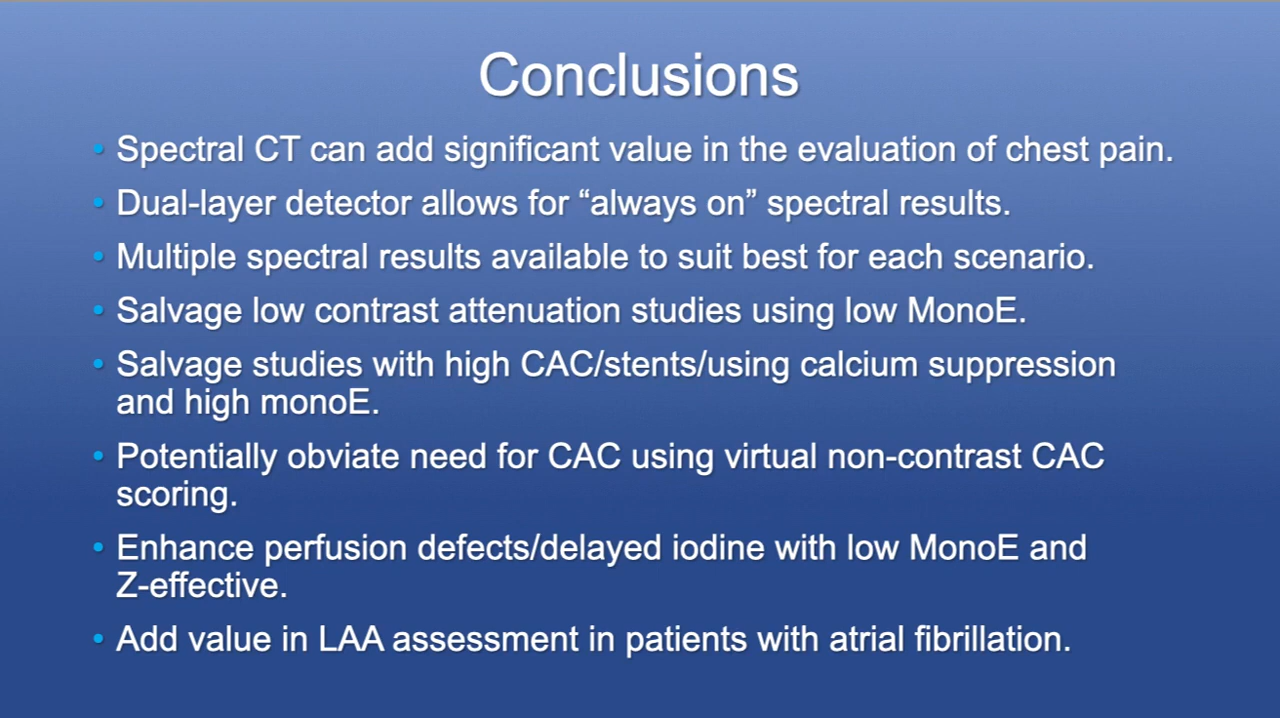 Conclusions
• Spectral CT can add significant value in the evaluation of chest pain.
• Dual-layer detector allows for “always on” spectral results.
• Multiple spectral results available to suit best for each scenario.
• Salvage low contrast attenuation studies using low MonoE.
• Salvage studies with high CAC/stents/using calcium suppression
and high monoE.
• Potentially obviate need for CAC using virtual non-contrast CAC
scoring.
• Enhance perfusion defects/delayed iodine with low MonoE and
Z-effective.
• Add value in LAA assessment in patients with atrial fibrillation.